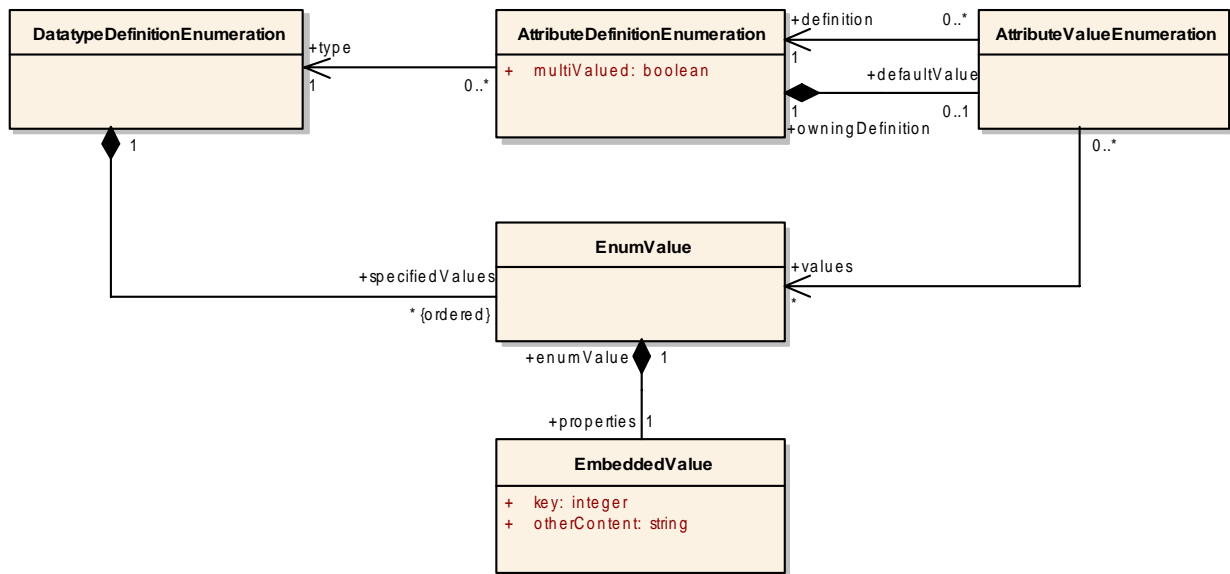 DatatypeDefinitionEnumeration
+type
1
0..*
AttributeDefinitionEnumeration
+ multiValued: boolean
+definition
1
0..*
+defaultValue
0..1
1
+owningDefinition
AttributeValueEnumeration
0..*
1
+specifiedValues
* {ordered}
EnumValue
+values
*
+enumValue
1
+properties
1
EmbeddedValue
+ key: integer
+ otherContent: string